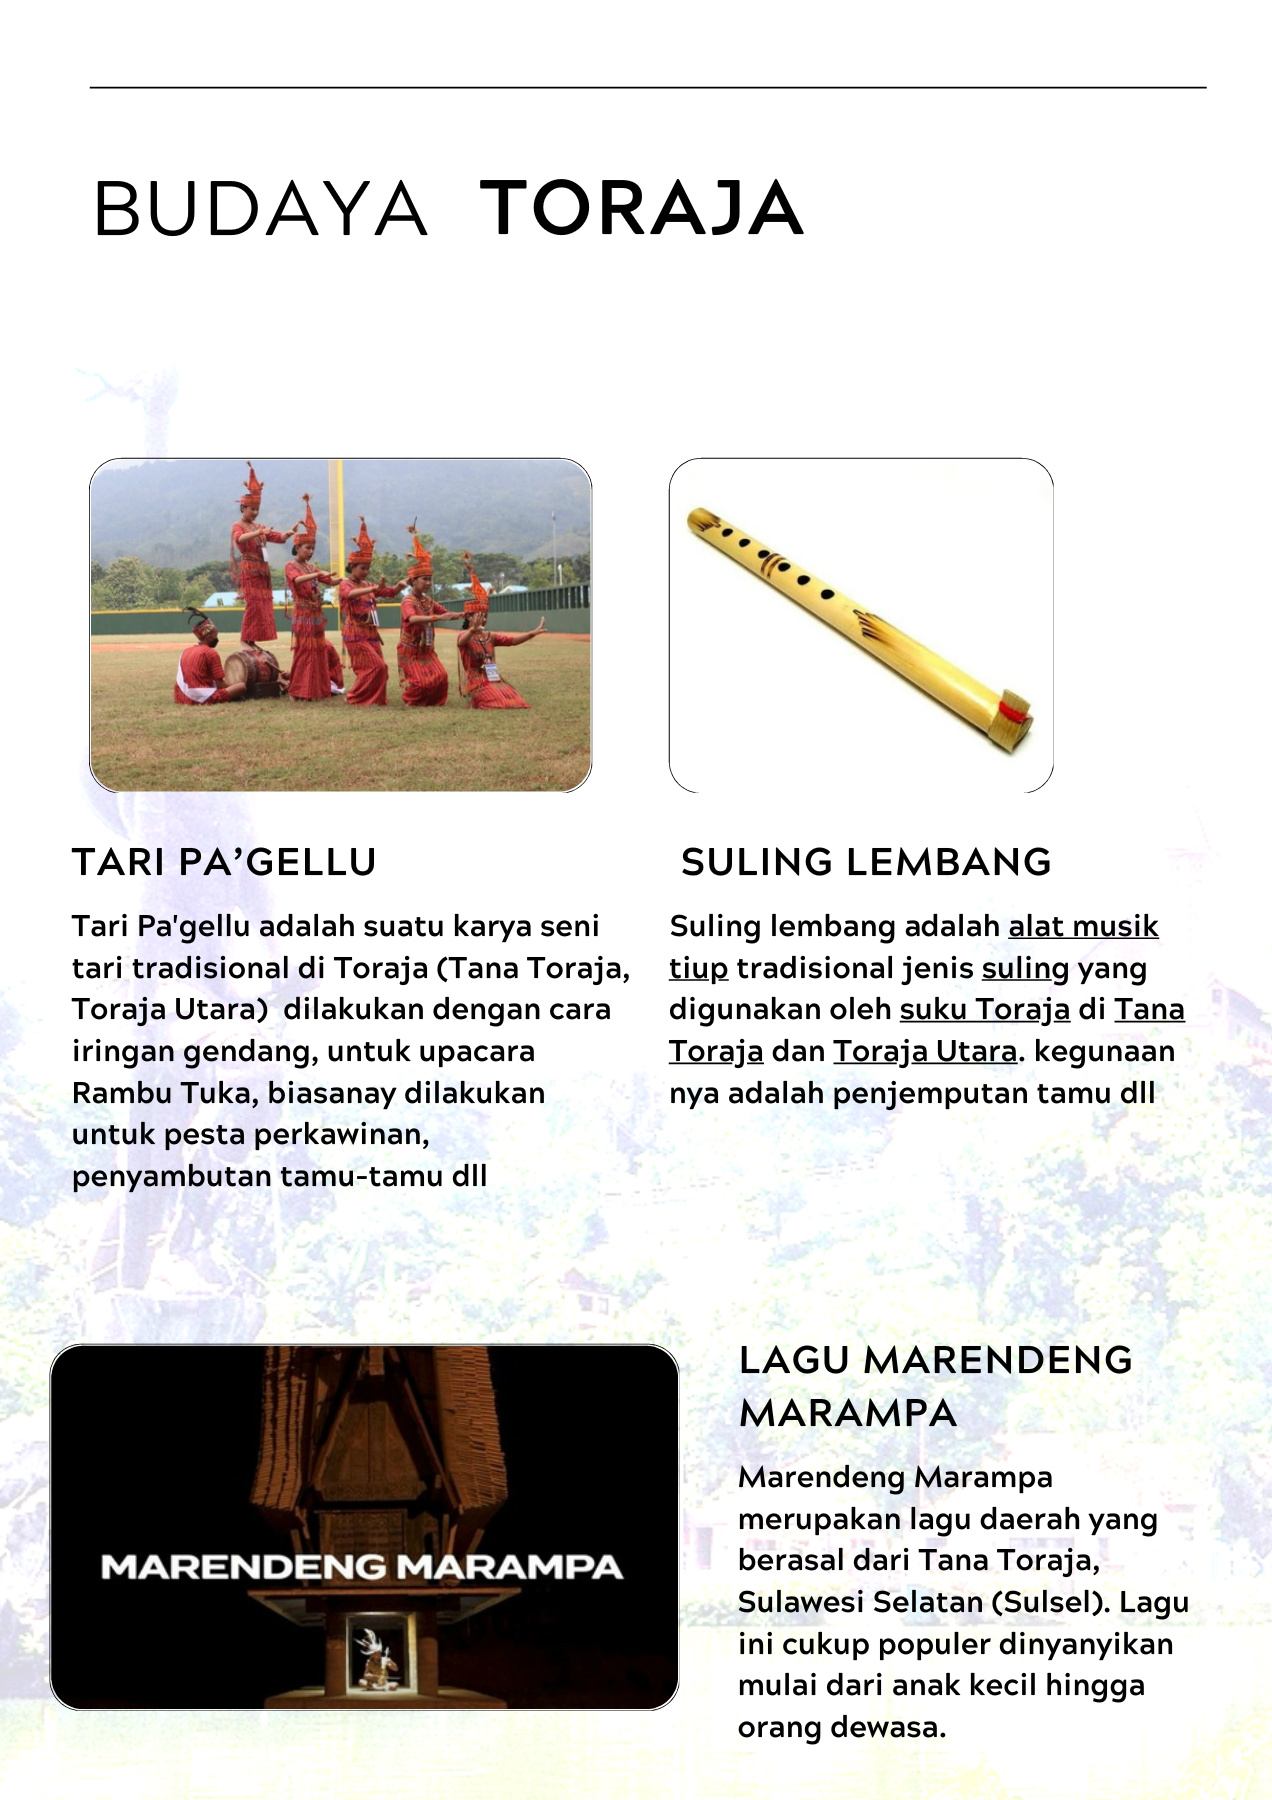 BUDAYA TORAJA
TARI PA’GELLU
Tari Pa'gellu adalah suatu karya seni
tari tradisional di Toraja (Tana Toraja,
Toraja Utara)  dilakukan dengan cara
iringan gendang, untuk upacara
Rambu Tuka, biasanay dilakukan
untuk pesta perkawinan,
penyambutan tamu-tamu dll
SULING LEMBANG
Suling lembang adalah alat musik
tiup tradisional jenis suling yang
digunakan oleh suku Toraja di Tana
Toraja dan Toraja Utara. kegunaan
nya adalah penjemputan tamu dll
MARENDENG MARAMPA
LAGU MARENDENG
MARAMPA
Marendeng Marampa
merupakan lagu daerah yang
berasal dari Tana Toraja,
Sulawesi Selatan (Sulsel). Lagu
ini cukup populer dinyanyikan
mulai dari anak kecil hingga
orang dewasa.